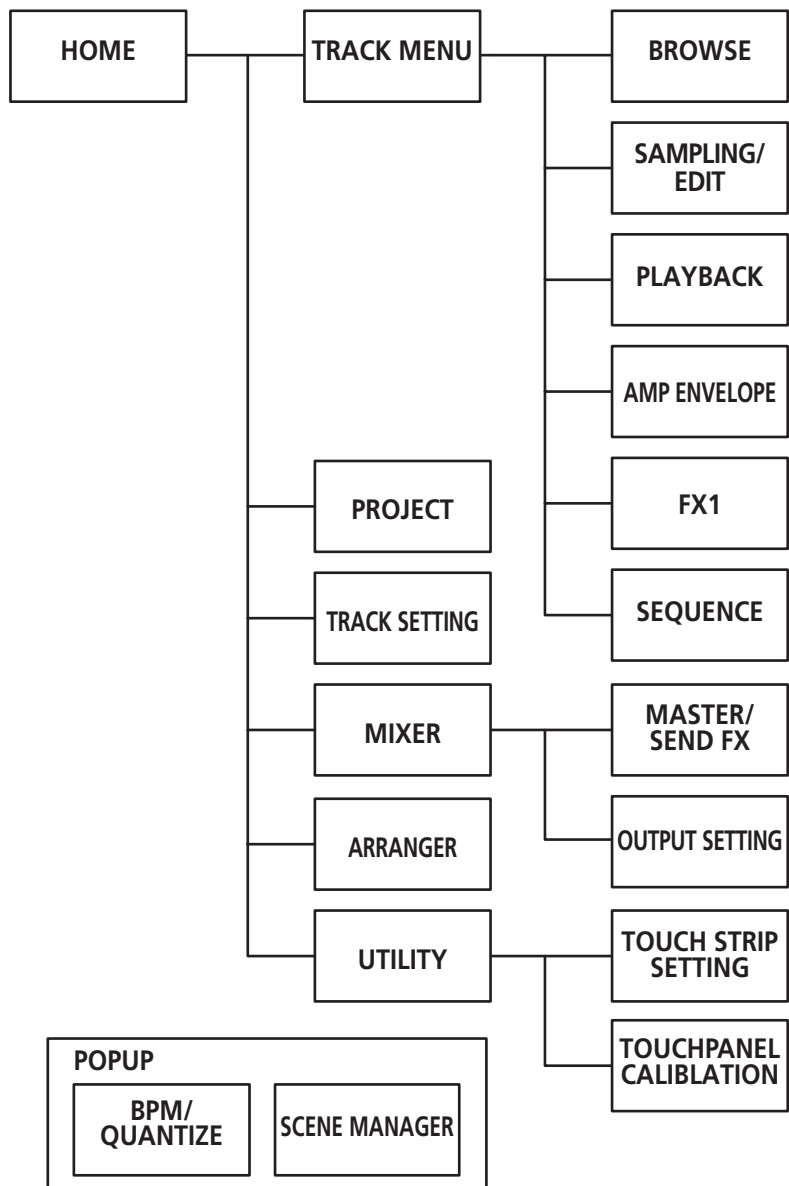 HOME
TRACK MENU
BROWSE
SAMPLING/
EDIT
PLAYBACK
AMP ENVELOPE
FX1
SEQUENCE
PROJECT
TRACK SETTING
MIXER
MASTER/
SEND FX
OUTPUT SETTING
ARRANGER
UTILITY
TOUCH STRIP
SETTING
TOUCHPANEL
CALIBLATION
POPUP
BPM/
QUANTIZE
SCENE MANAGER